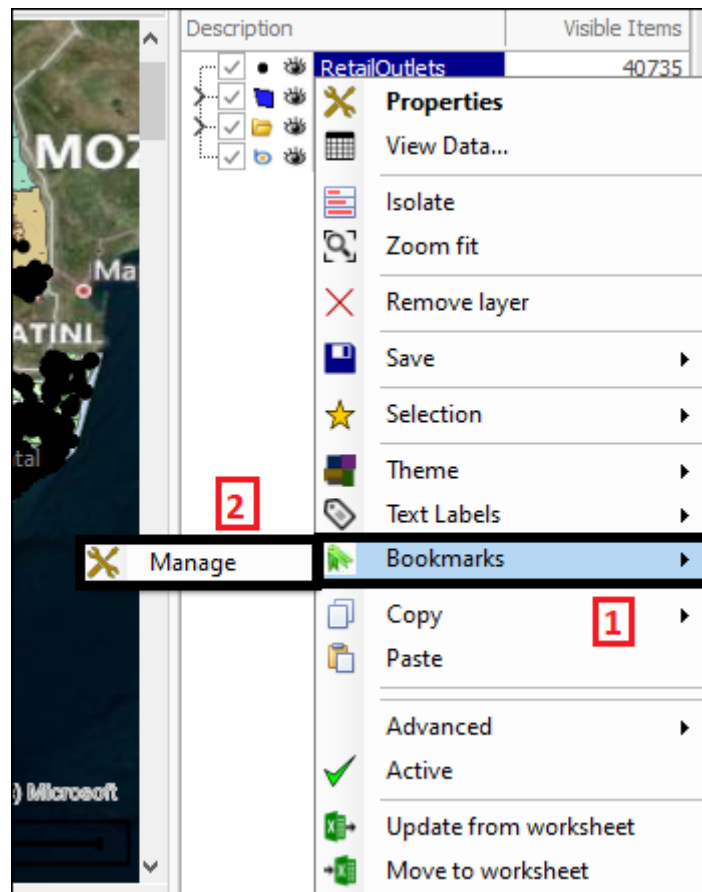 Description Visible Items
RetailOutlets 40735
Properties
MOZ
View Data...
Isolate
Zoom fit
Ma
Remove layer
ATINI
Save
Selection
tal
Theme
2
Text Labels
Manage
Bookmarks
Copy
1
Paste
Advanced
Active
) Microsoft
Update from worksheet
Move to worksheet